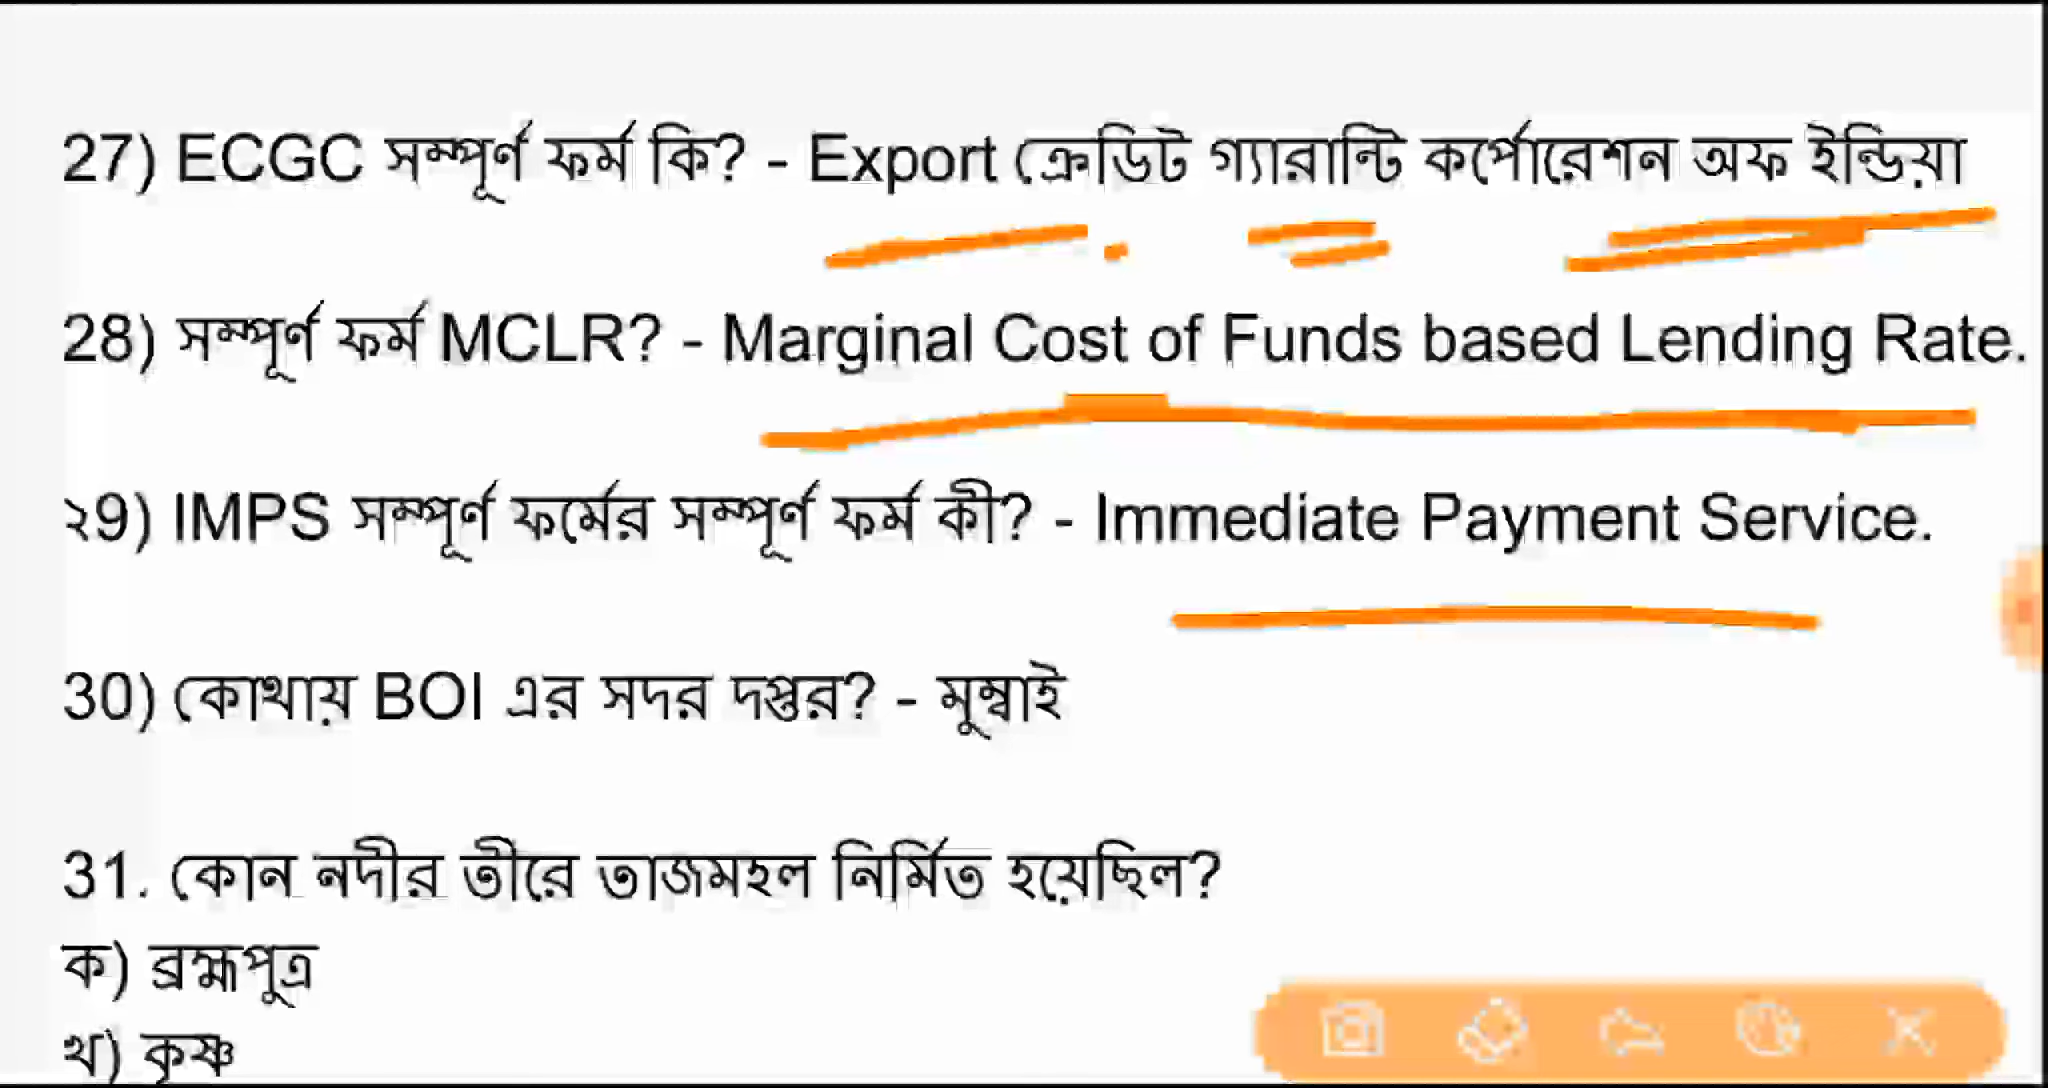 27) ECGC সম্পূর্ণ ফর্ম কি? - Export ক্রেডিট গ্যারান্টি কর্পোরেশন অফ ইন্ডিয়া
28) সম্পূর্ণ ফর্ম MCLR? - Marginal Cost of Funds based Lending Rate.
২9) IMPS সম্পূর্ণ ফর্মের সম্পূর্ণ ফর্ম কী? - Immediate Payment Service.
30) কোথায় BOI এর সদর দপ্তর? - মুম্বাই
31. কোন নদীর তীরে তাজমহল নির্মিত হয়েছিল?
ক) ব্রহ্মপুত্র
খ) কৃষ্ণ